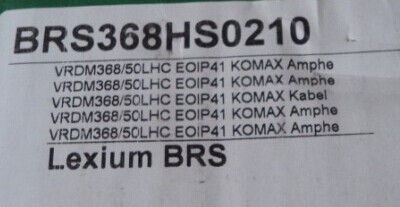 BRS368HS0210
VRDM368/50LHC EOIP41 KOMAX Amphe
VRDM368/50LHC EOIP41 KOMAX Amphe
VRDM368/50LHC EOIP41 KOMAX Kabel
VRDM368/50LHC EOIP41 KOMAX Amphe
VRDM368/50LHC EOIP41 KOMAX Amphe
Lexium BRS